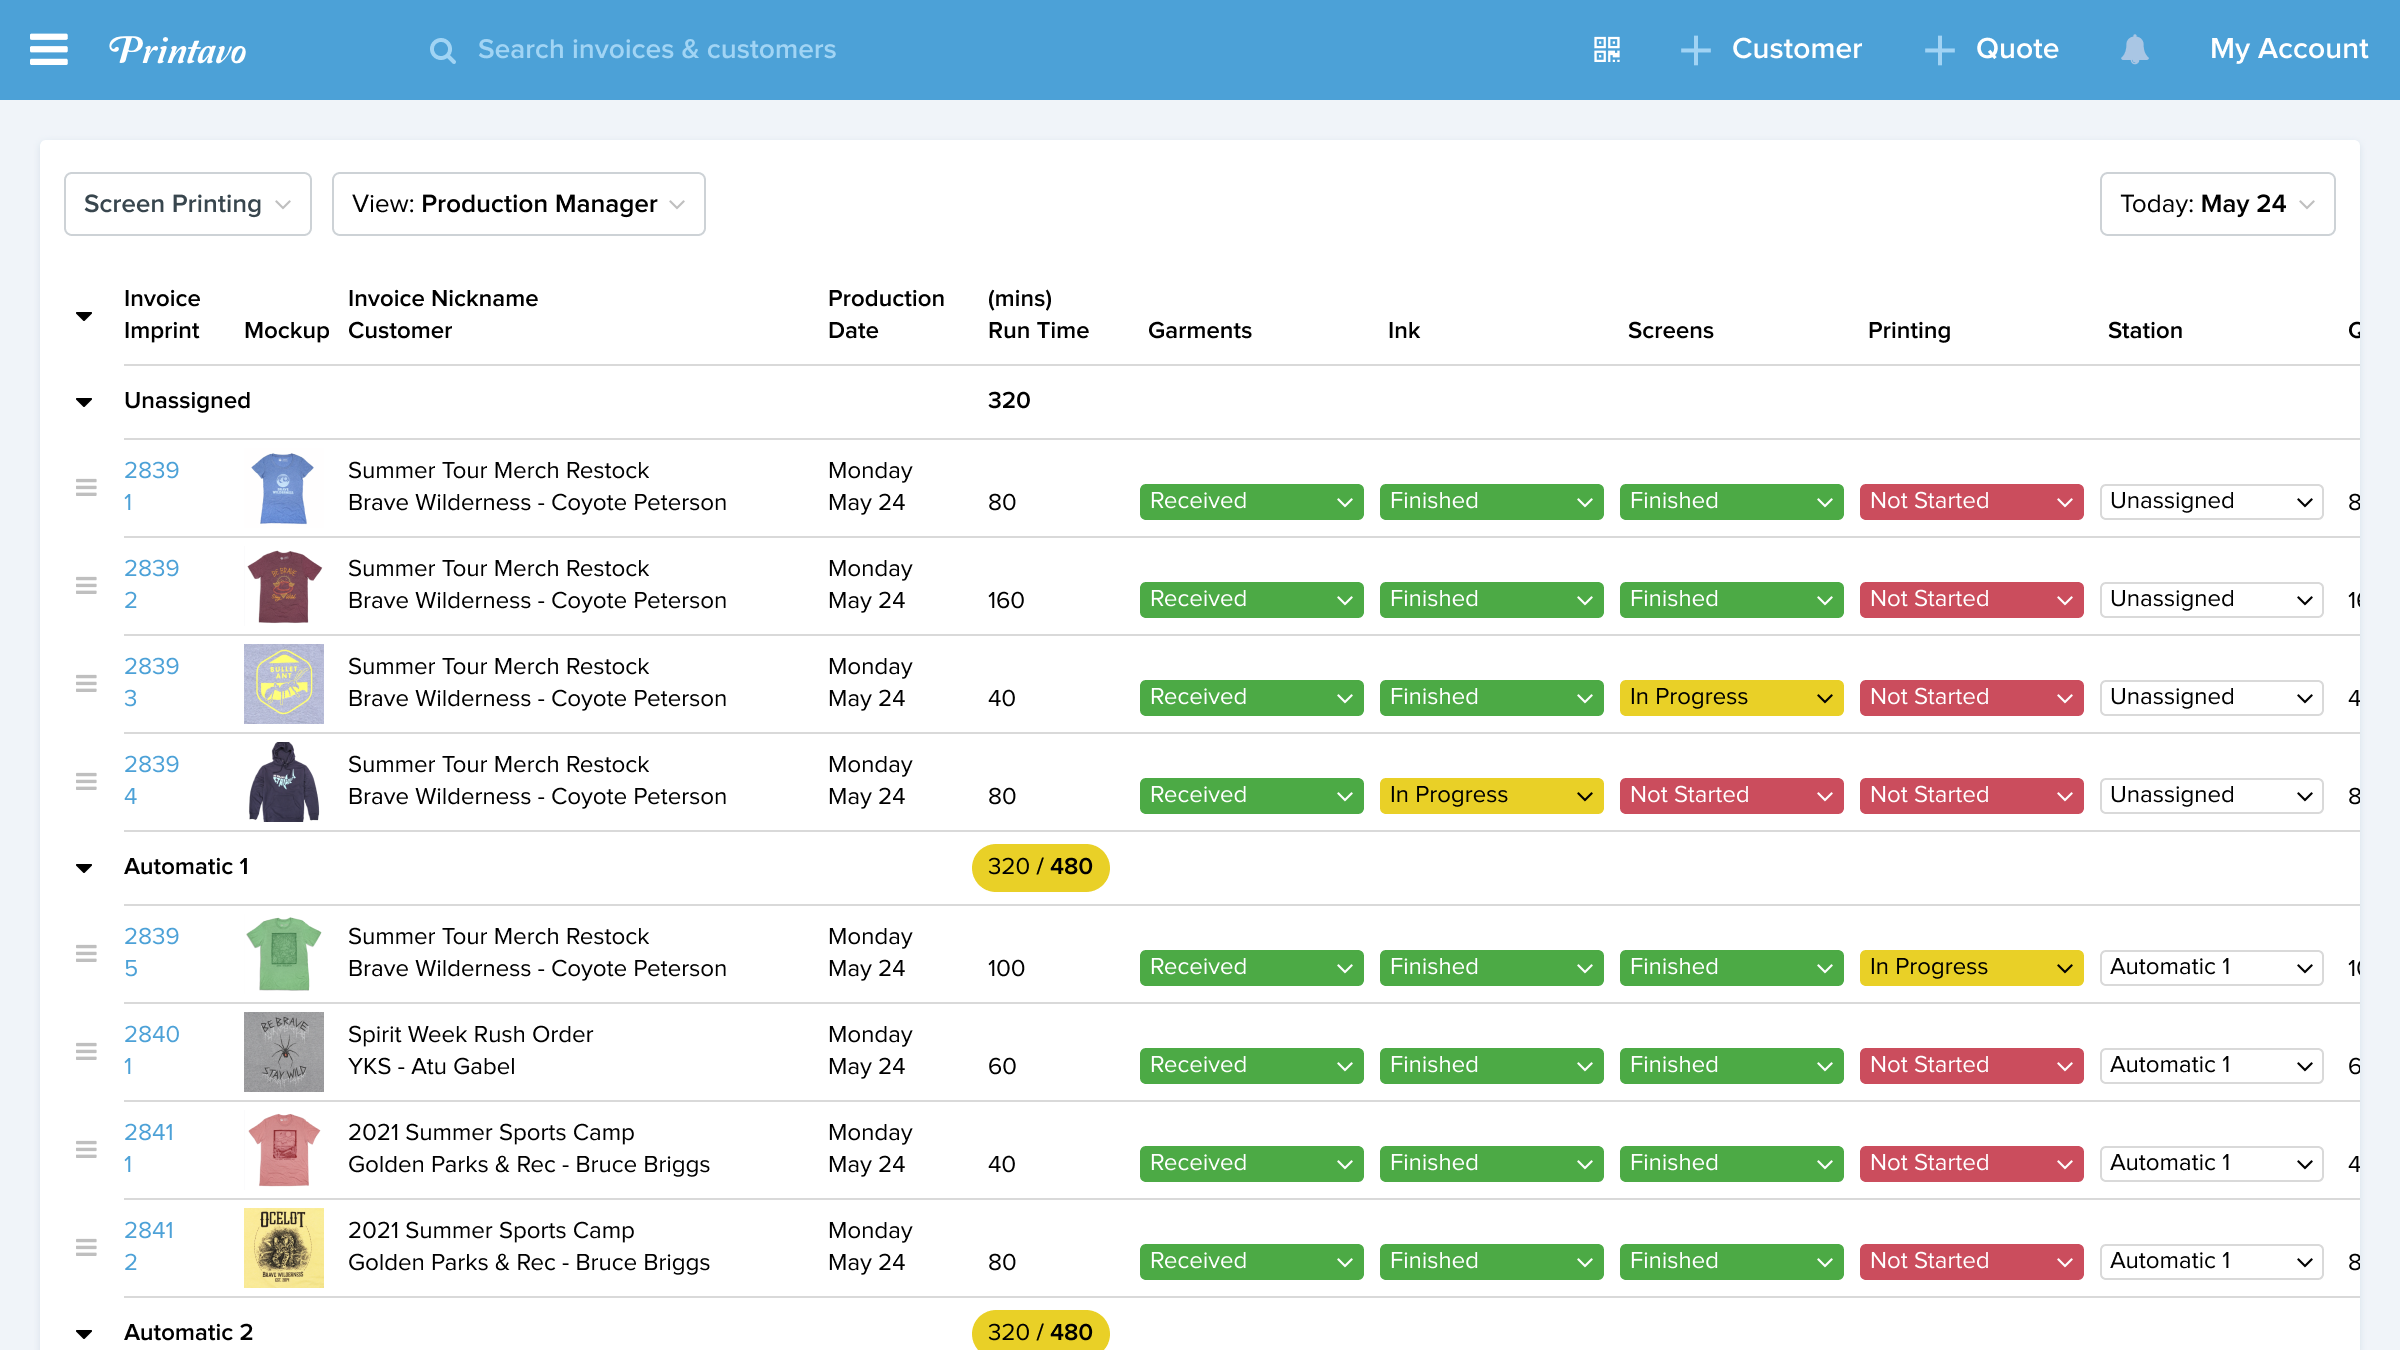 Printavo
Search invoices & customers
Customer
Quote
My Account
Screen Printing
View: Production Manager
Today: May 24
Invoice Imprint
Mockup
Invoice Nickname Customer
Production Date
(mins) Run Time
Garments
Ink
Screens
Printing
Station
Unassigned 320
2839 Summer Tour Merch Restock Monday
1 Brave Wilderness - Coyote Peterson May 24 80 Received Finished Finished Not Started Unassigned
2839 Summer Tour Merch Restock Monday
2 Brave Wilderness - Coyote Peterson May 24 160 Received Finished Finished Not Started Unassigned
BULLET
ANT
2839 Summer Tour Merch Restock Monday
3 Brave Wilderness - Coyote Peterson May 24 40 Received Finished In Progress Not Started Unassigned
2839 Summer Tour Merch Restock Monday
4 Brave Wilderness - Coyote Peterson May 24 80 Received In Progress Not Started Not Started Unassigned
Automatic 1 320 / 480
2839 Summer Tour Merch Restock Monday
5 Brave Wilderness - Coyote Peterson May 24 100 Received Finished Finished In Progress Automatic 1
BE BRAVE
STAY WILD
2840 Spirit Week Rush Order Monday
1 YKS - Atu Gabel May 24 60 Received Finished Finished Not Started Automatic 1
2841 2021 Summer Sports Camp Monday
1 Golden Parks & Rec - Bruce Briggs May 24 40 Received Finished Finished Not Started Automatic 1
OCELOT
BRAVE WILDERNESS
2841 2021 Summer Sports Camp Monday
2 Golden Parks & Rec - Bruce Briggs May 24 80 Received Finished Finished Not Started Automatic 1
Automatic 2 320 / 480